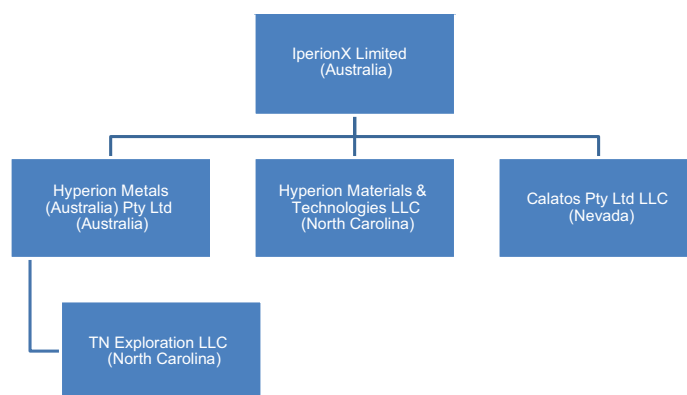 IperionX Limited
(Australia)
Hyperion Metals
(Australia) Pty Ltd
(Australia)
Hyperion Materials &
Technologies LLC
(North Carolina)
Calatos Pty Ltd LLC
(Nevada)
TN Exploration LLC
(North Carolina)